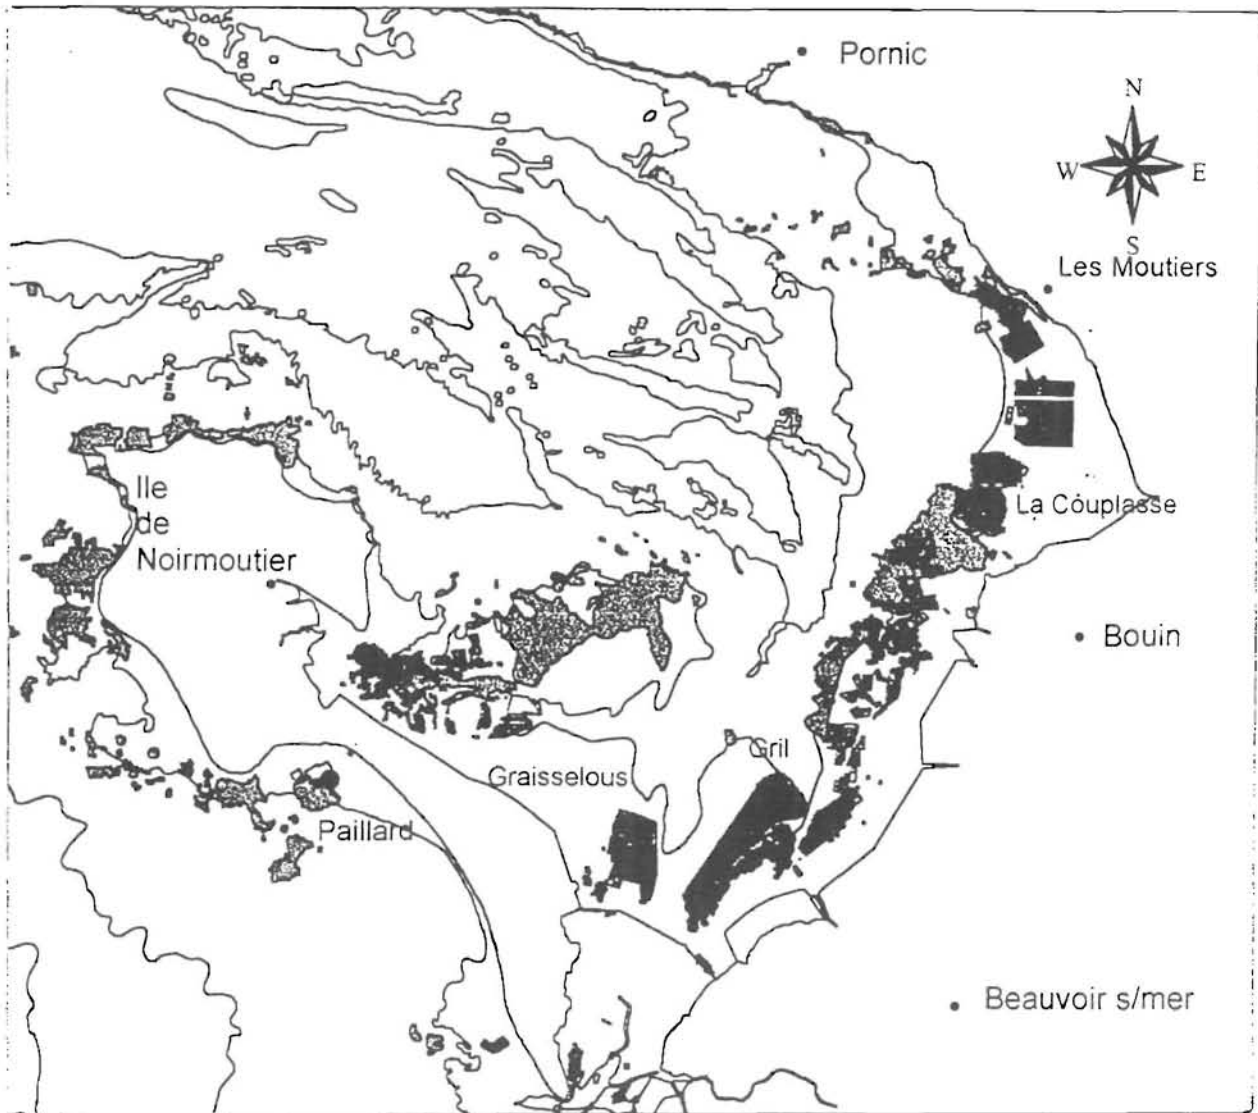 Pornic
N
W E
S
Les Moutiers
Ile
de
Noirmoutier
La Couplasse
Bouin
Gril
Graisselous
Paillard
Beauvoir s/mer